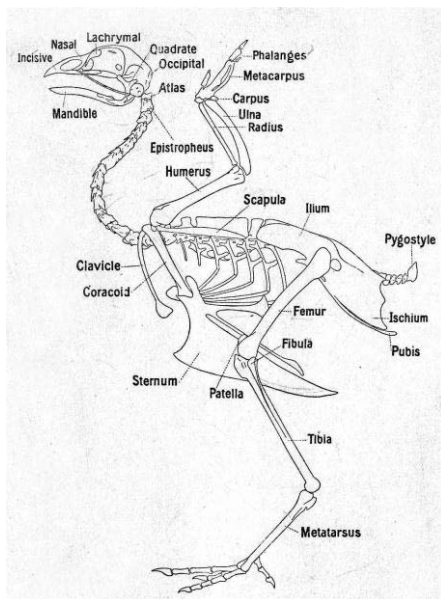 Lachrymal
Nasal
Quadrate
Incisive
Occipital
Phalanges
Metacarpus
Atlas
Carpus
Mandible
Ulna
Radius
Epistropheus
Humerus
Scapula
Ilium
Pygostyle
Clavicle
Coracoid
Femur
Ischium
Pubis
Fibula
Sternum
Patella
Tibia
Metatarsus